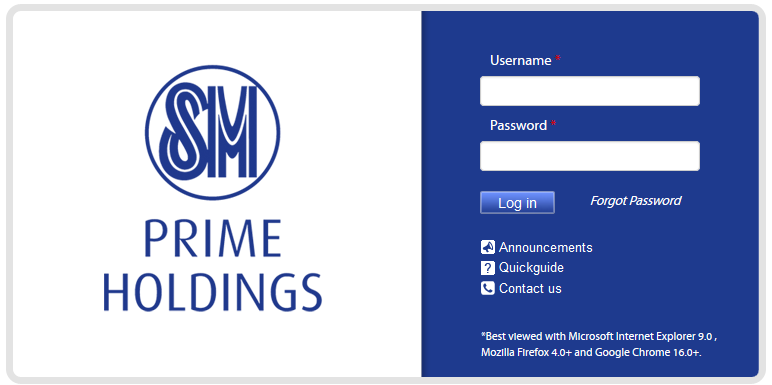 SM
PRIME
HOLDINGS
Username *
Password *
Log in
Forgot Password
Announcements
? Quickguide
Contact us
*Best viewed with Microsoft Internet Explorer 9.0 ,
Mozilla Firefox 4.0+ and Google Chrome 16.0+.